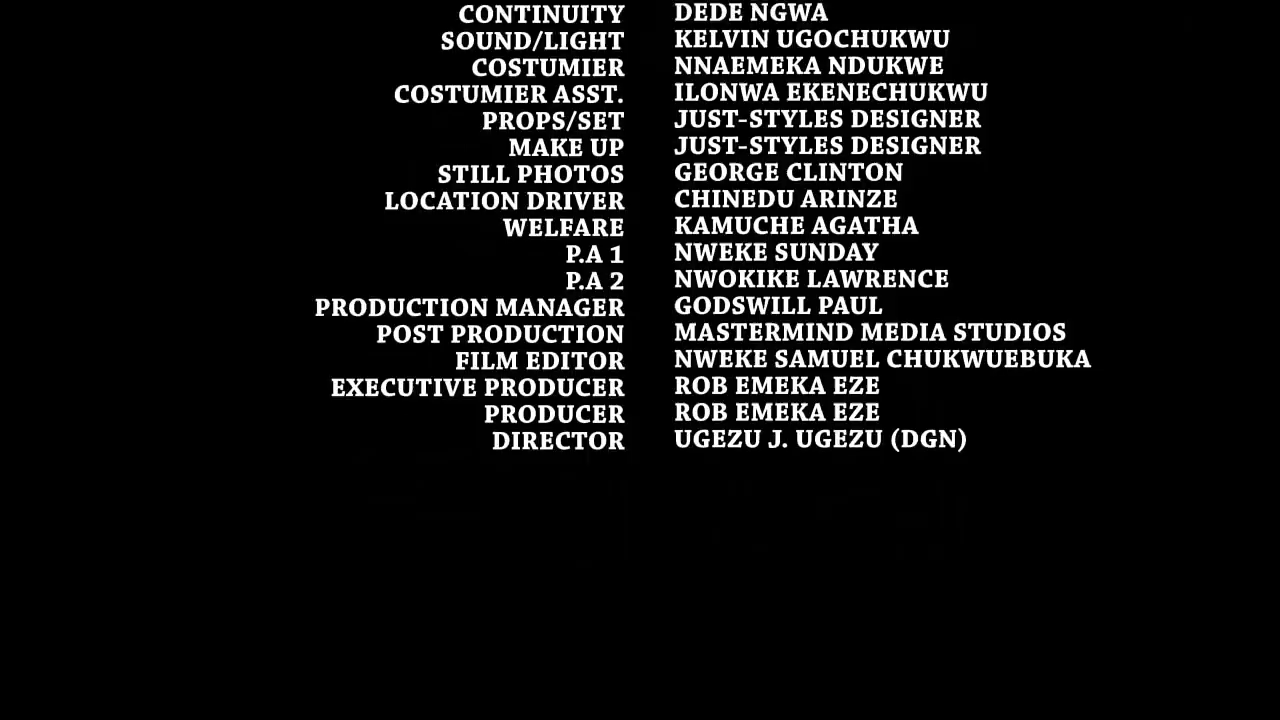 CONTINUITY DEDE NGWA
SOUND/LIGHT KELVIN UGOCHUKWU
COSTUMIER NNAEMEKA NDUKWE
COSTUMIER ASST. ILONWA EKENECHUKWU
PROPS/SET JUST-STYLES DESIGNER
MAKE UP JUST-STYLES DESIGNER
STILL PHOTOS GEORGE CLINTON
LOCATION DRIVER CHINEDU ARINZE
WELFARE KAMUCHE AGATHA
P.A 1 NWEKE SUNDAY
P.A 2 NWOKIKE LAWRENCE
PRODUCTION MANAGER GODSWILL PAUL
POST PRODUCTION MASTERMIND MEDIA STUDIOS
FILM EDITOR NWEKE SAMUEL CHUKWUEBUKA
EXECUTIVE PRODUCER ROB EMEKA EZE
PRODUCER ROB EMEKA EZE
DIRECTOR UGEZU J. UGEZU (DGN)